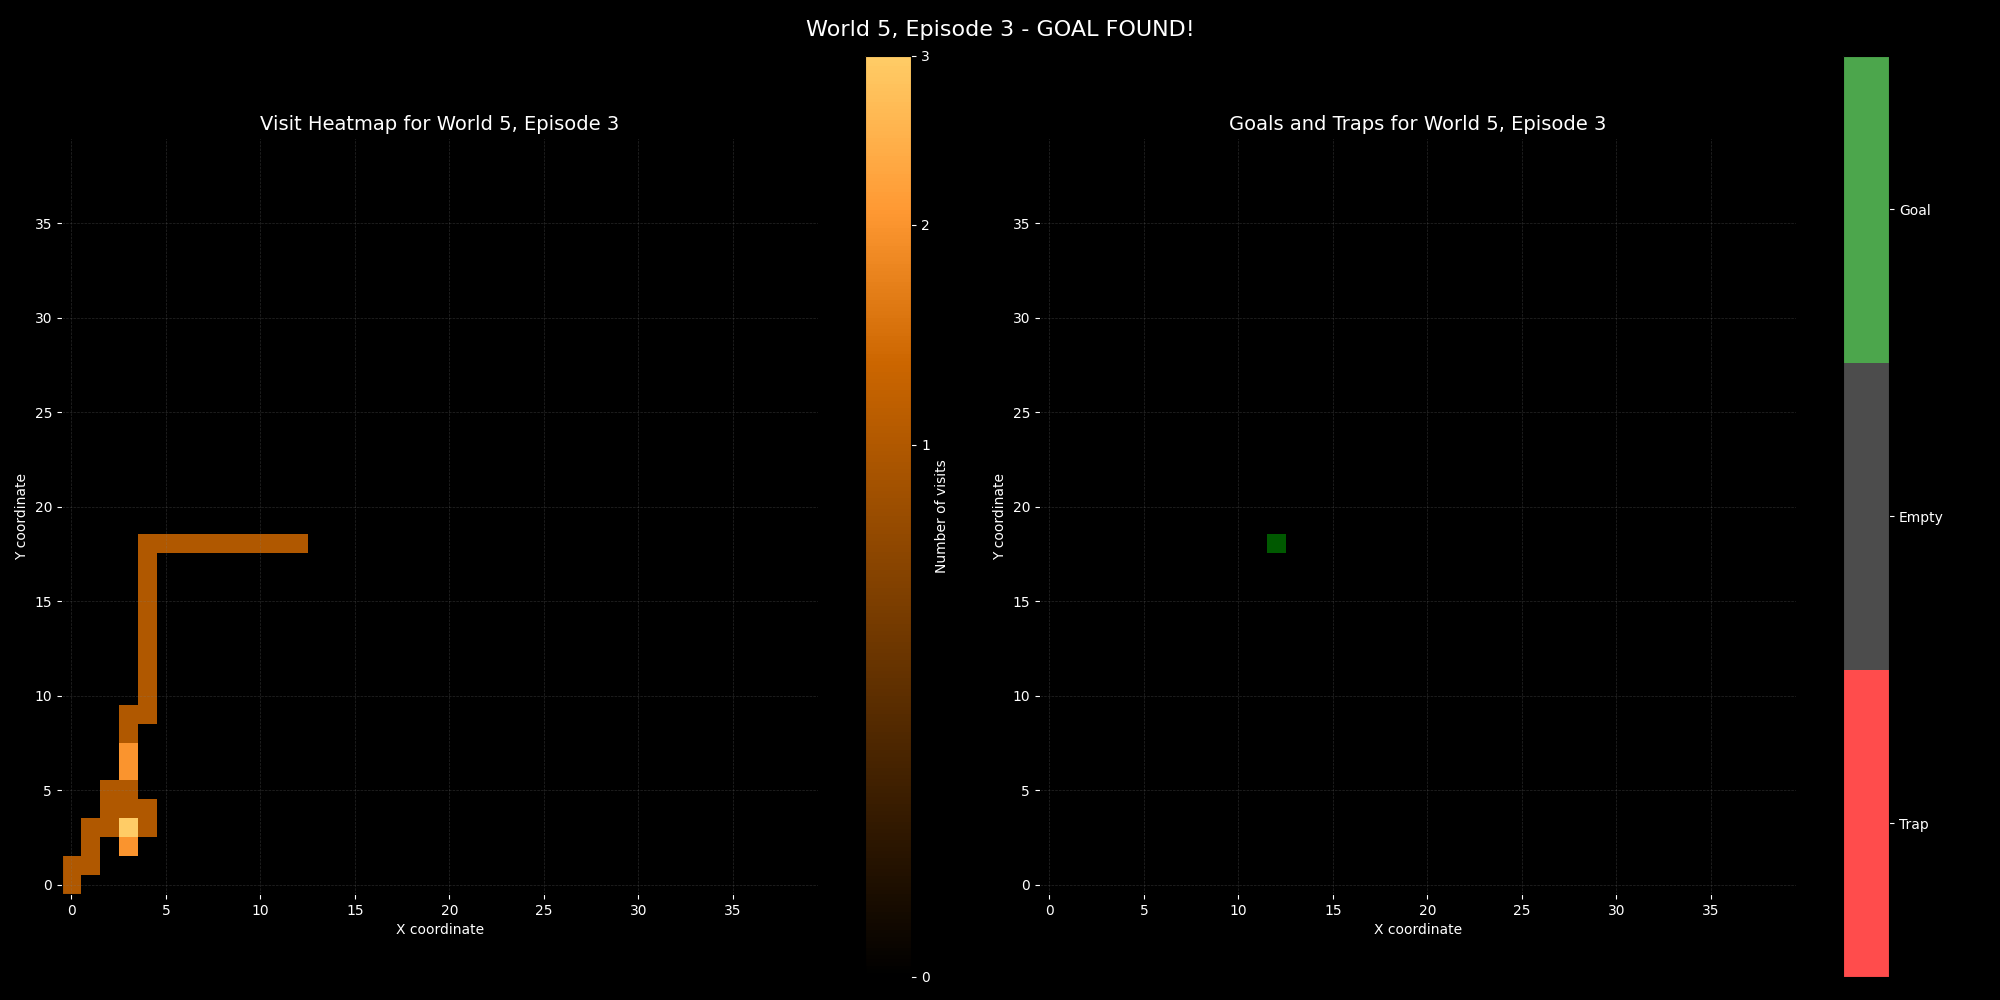 World 5, Episode 3 - GOAL FOUND!
Visit Heatmap for World 5, Episode 3
35
30
25
20
15
10
5
0
Y coordinate
0 5 10 15 20 25 30 35
X coordinate
3
2
1
0
Number of visits
Goals and Traps for World 5, Episode 3
35
30
25
20
15
10
5
0
Y coordinate
0 5 10 15 20 25 30 35
X coordinate
Goal
Empty
Trap